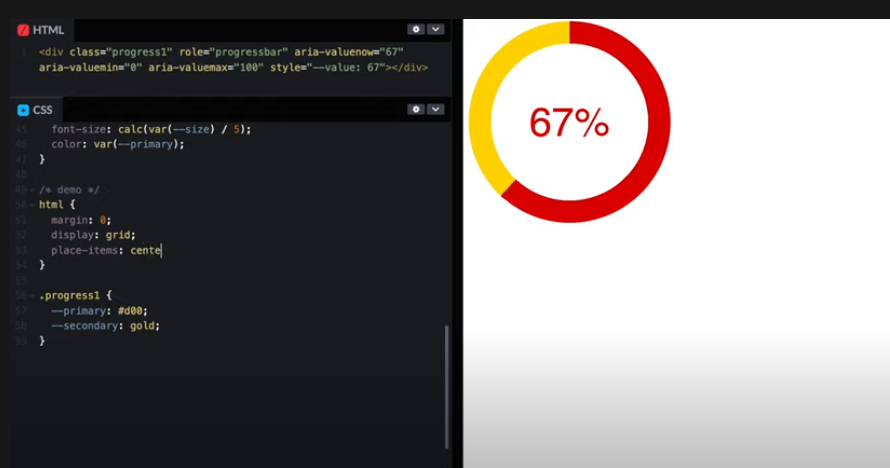 HTML
1 <div class="progress1" role="progressbar" aria-valuenow="67"
aria-valuemin="0" aria-valuemax="100" style="--value: 67"></div>
CSS
45 font-size: calc(var(--size) / 5);
46 color: var(--primary);
47 }
48
49 /* demo */
50 html {
51 margin: 0;
52 display: grid;
53 place-items: cente
54 }
55
56 .progress1 {
57 --primary: #d00;
58 --secondary: gold;
59 }
67%